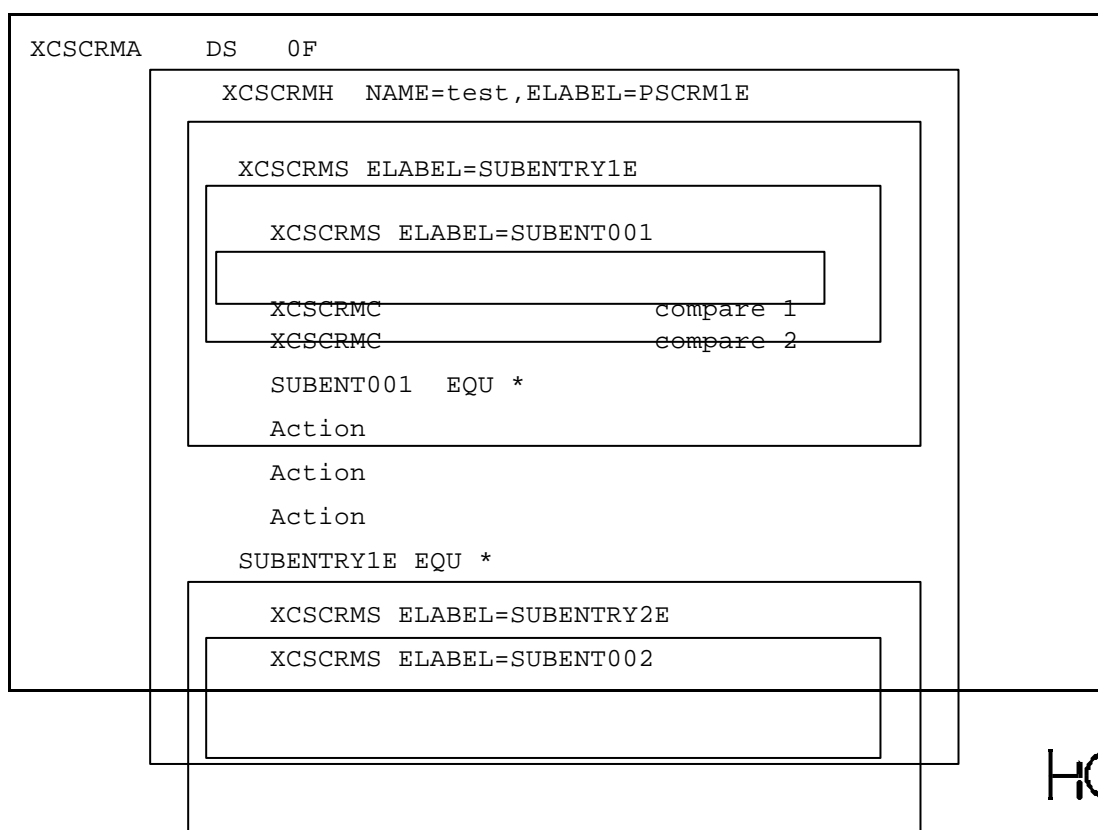 XCSCRMA DS 0F
XCSCRMH NAME=test,ELABEL=PSCRM1E
XCSCRMS ELABEL=SUBENTRY1E
XCSCRMS ELABEL=SUBENT001
XCSCRMC compare 1
XCSCRMC compare 2
SUBENT001 EQU *
Action
Action
Action
SUBENTRY1E EQU *
XCSCRMS ELABEL=SUBENTRY2E
XCSCRMS ELABEL=SUBENT002